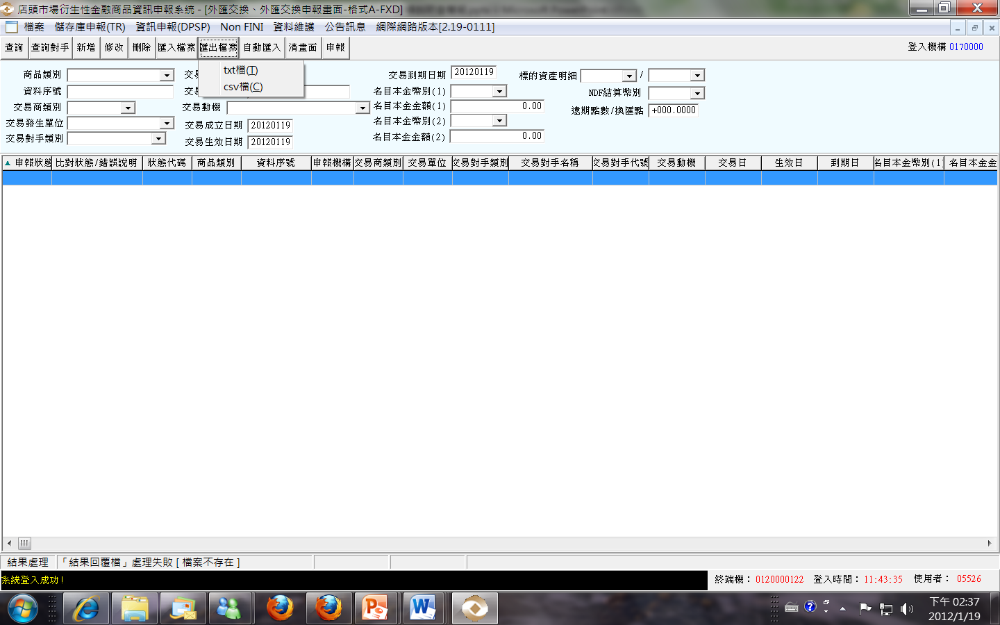 店頭市場衍生性金融商品資訊申報系統 - [外匯交換、外匯交換申報畫面-格式A-FXD]
檔案 儲存庫申報(TR) 資訊申報(DPSP) Non FINI 資料維護 公告訊息 網際網路版本[2.19-0111]
查詢 查詢對手 新增 修改 刪除 匯入檔案 匯出檔案 自動匯入 清畫面 申報 登入機構 0170000
txt檔(T)
csv檔(C)
商品類別 交易 交易到期日期 20120119 標的資產明細 /
資料序號 交易 名目本金幣別(1) NDF結算幣別
交易商類別 交易動機 名目本金金額(1) 0.00 遠期點數/換匯點 +000.0000
交易發生單位 交易成立日期 20120119 名目本金幣別(2)
交易對手類別 交易生效日期 20120119 名目本金金額(2) 0.00
申報狀態 比對狀態/錯誤說明 狀態代碼 商品類別 資料序號 申報機構 交易商類別 交易單位 交易對手類別 交易對手名稱 交易對手代號 交易動機 交易日 生效日 到期日 名目本金幣別(1) 名目本金金
結果處理 「結果回覆檔」處理失敗 [ 檔案不存在 ]
系統登入成功! 終端機： 0120000122 登入時間： 11:43:35 使用者： 05526
下午 02:37
2012/1/19